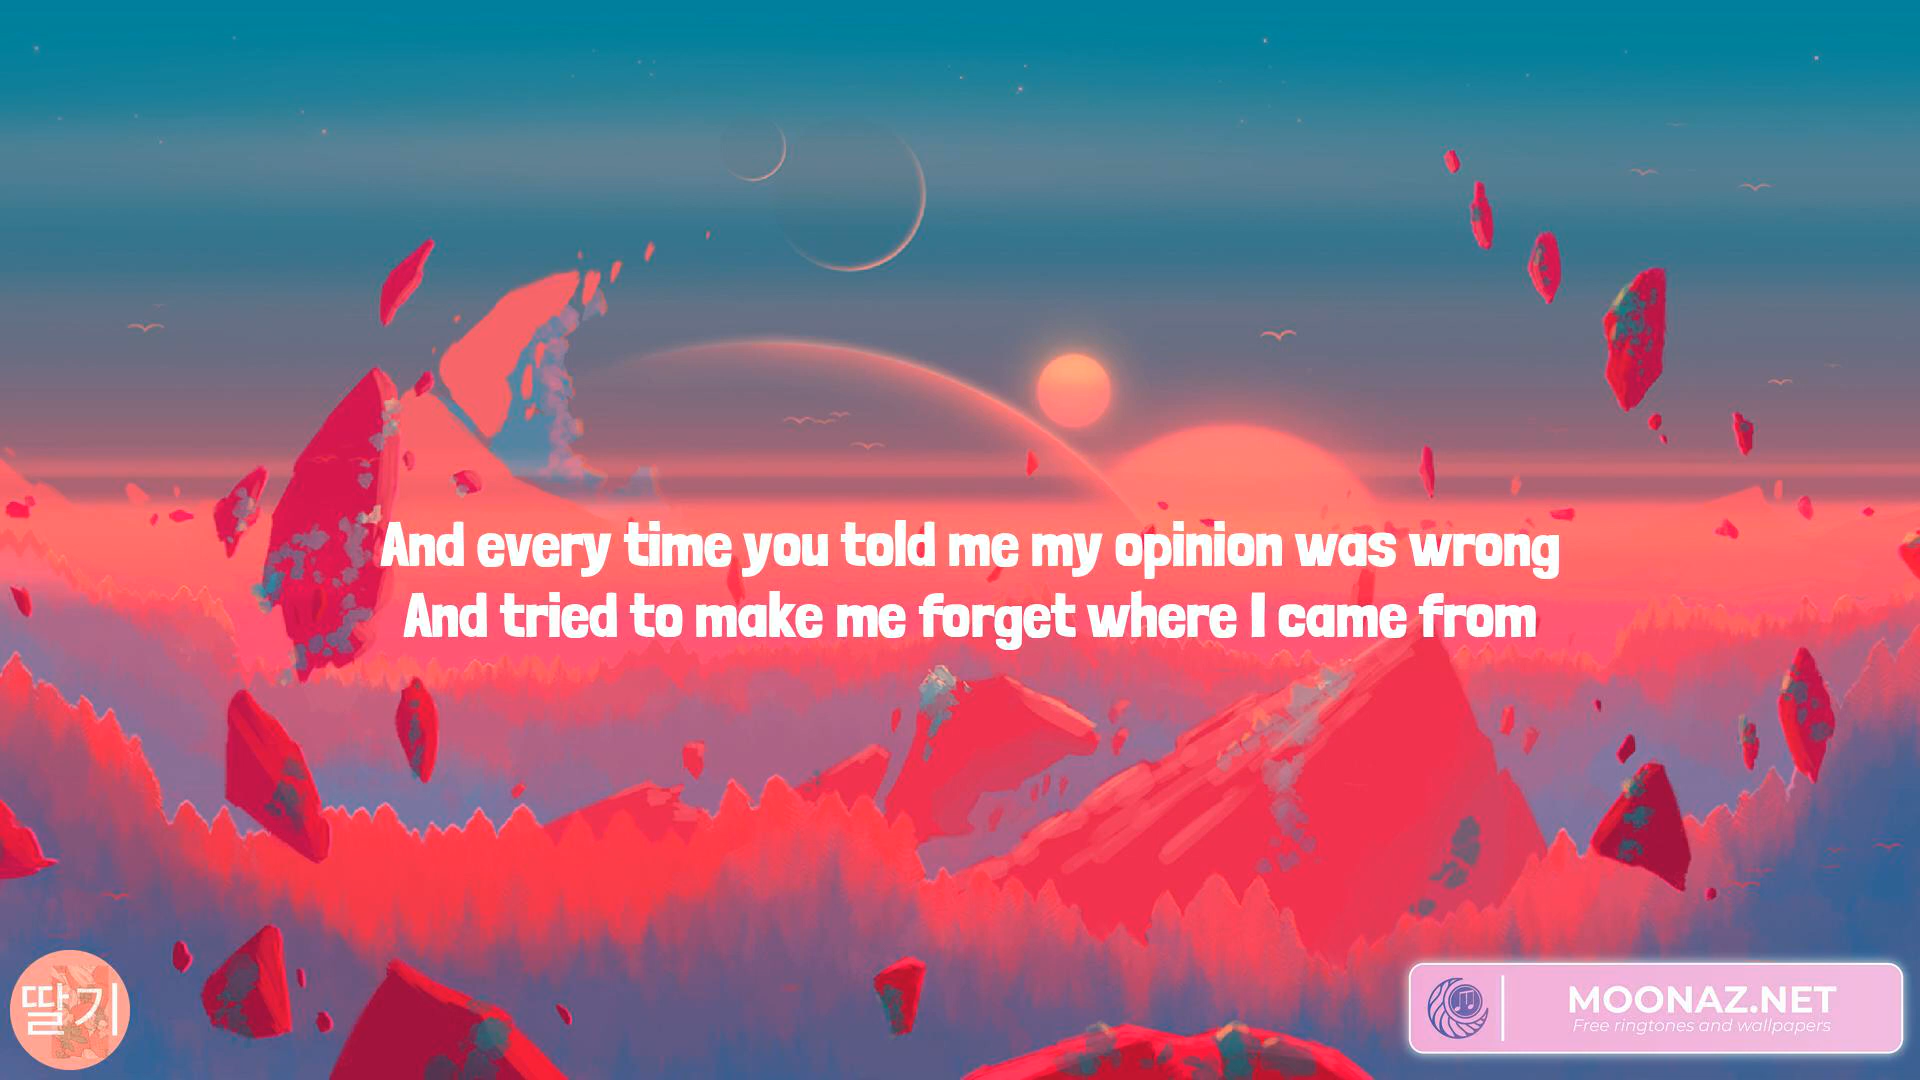 And every time you told me my opinion was wrong
And tried to make me forget where I came from
딸기
MOONAZ.NET
Free ringtones and wallpapers